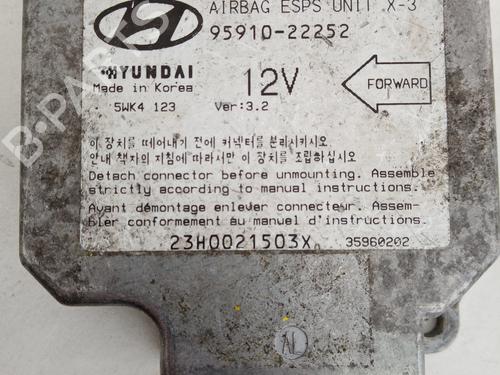 AIRBAG ESPS UNIT X-3
95910-22252
HYUNDAI
Made in Korea
12V
FORWARD
5WK4 123
Ver:3.2
이 장치를 떼어내기 전에 커넥터를 분리시키시오.
안내 책자의 지침에 따라서만 이 장치를 조립하십시오
Detach connector before unmounting. Assemble
strictly according to manual instructions.
Avant démontage enlever connecteur. Assem-
bler conformement au manuel d'instructions.
23H0021503X
35960202
AL
B-PARTS